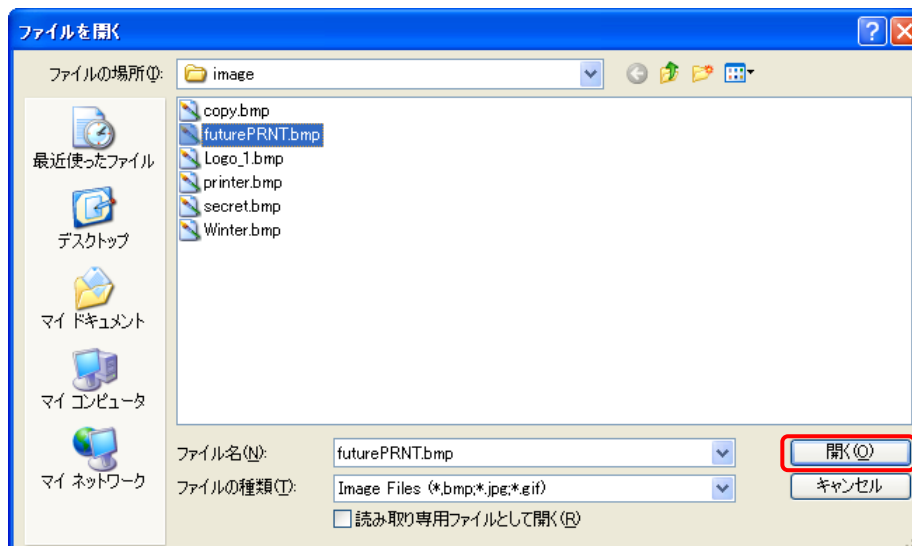 ファイルを開く
ファイルの場所(I):
image
copy.bmp
futurePRNT.bmp
Logo_1.bmp
printer.bmp
secret.bmp
Winter.bmp
最近使ったファイル
デスクトップ
マイ ドキュメント
マイ コンピュータ
マイ ネットワーク
ファイル名(N):
futurePRNT.bmp
開く(O)
ファイルの種類(T):
Image Files (*.bmp;*.jpg;*.gif)
キャンセル
読み取り専用ファイルとして開く(R)